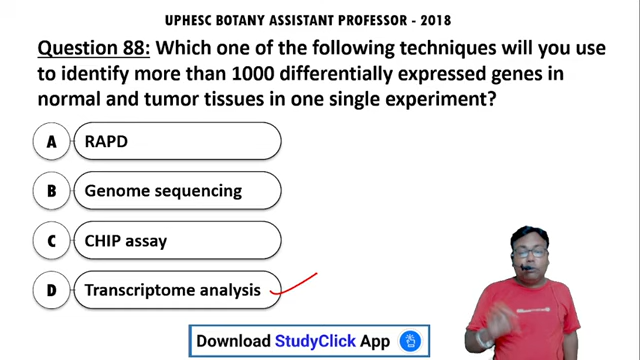 UPHESC BOTANY ASSISTANT PROFESSOR - 2018
Question 88: Which one of the following techniques will you use
to identify more than 1000 differentially expressed genes in
normal and tumor tissues in one single experiment?
A RAPD
B Genome sequencing
C CHIP assay
D Transcriptome analysis
Download StudyClick App